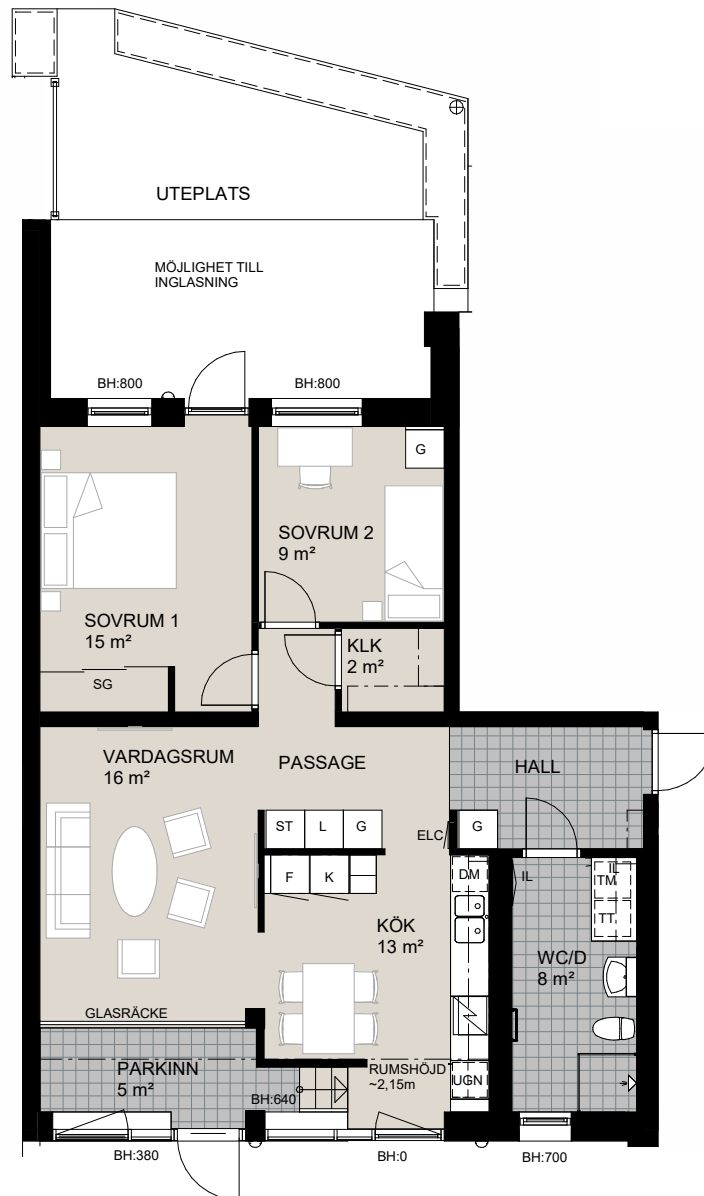 UTEPLATS
MÖJLIGHET TILL
INGLASNING
BH:800
BH:800
G
SOVRUM 2
9 m²
SOVRUM 1
15 m²
KLK
2 m²
SG
VARDAGSRUM
16 m²
PASSAGE
HALL
ST
L
G
ELC
G
F
K
DM
IL
IL
TM
TT
KÖK
13 m²
WC/D
8 m²
GLASRÄCKE
PARKINN
5 m²
RUMSHÖJD
~2,15m
UGN
BH:640
BH:380
BH:0
BH:700